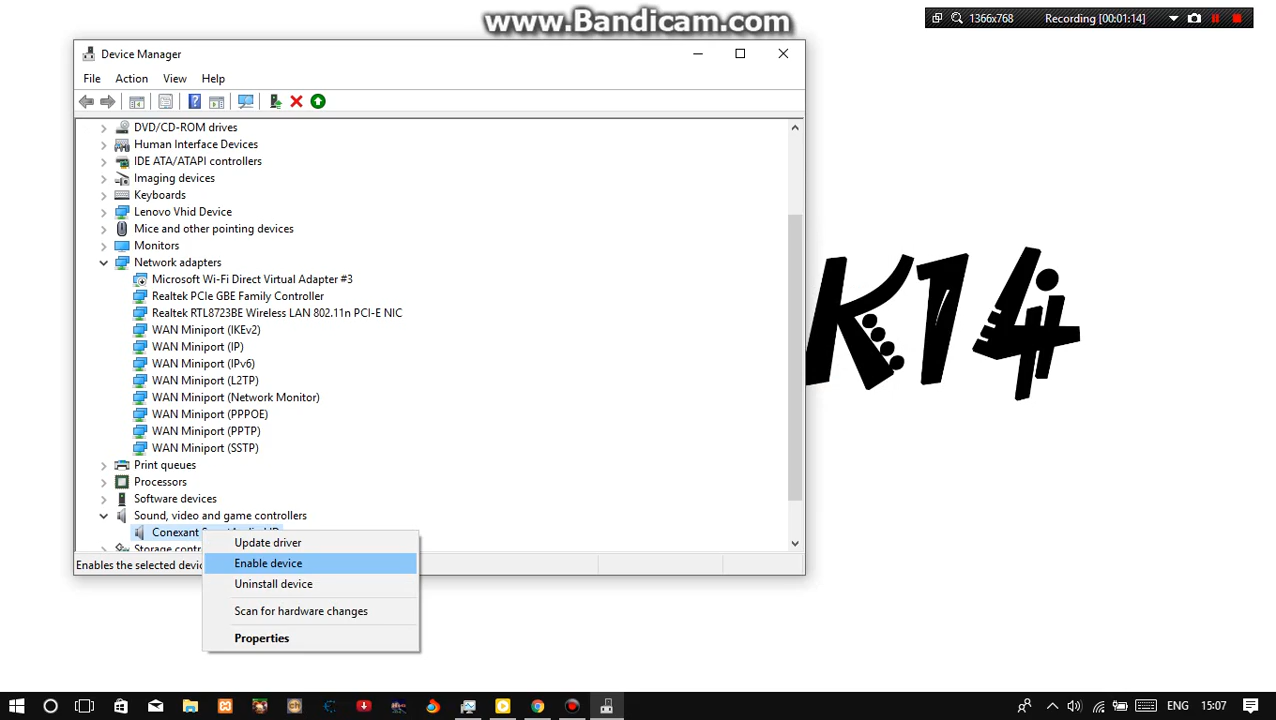 www.Bandicam.com
1366x768 Recording [00:01:14]
Device Manager
File Action View Help
DVD/CD-ROM drives
Human Interface Devices
IDE ATA/ATAPI controllers
Imaging devices
Keyboards
Lenovo Vhid Device
Mice and other pointing devices
Monitors
Network adapters
Microsoft Wi-Fi Direct Virtual Adapter #3
Realtek PCIe GBE Family Controller
Realtek RTL8723BE Wireless LAN 802.11n PCI-E NIC
WAN Miniport (IKEv2)
WAN Miniport (IP)
WAN Miniport (IPv6)
WAN Miniport (L2TP)
WAN Miniport (Network Monitor)
WAN Miniport (PPPOE)
WAN Miniport (PPTP)
WAN Miniport (SSTP)
Print queues
Processors
Software devices
Sound, video and game controllers
Conexant
Storage
Enables the selected
Update driver
Enable device
Uninstall device
Scan for hardware changes
Properties
K14
ENG 15:07